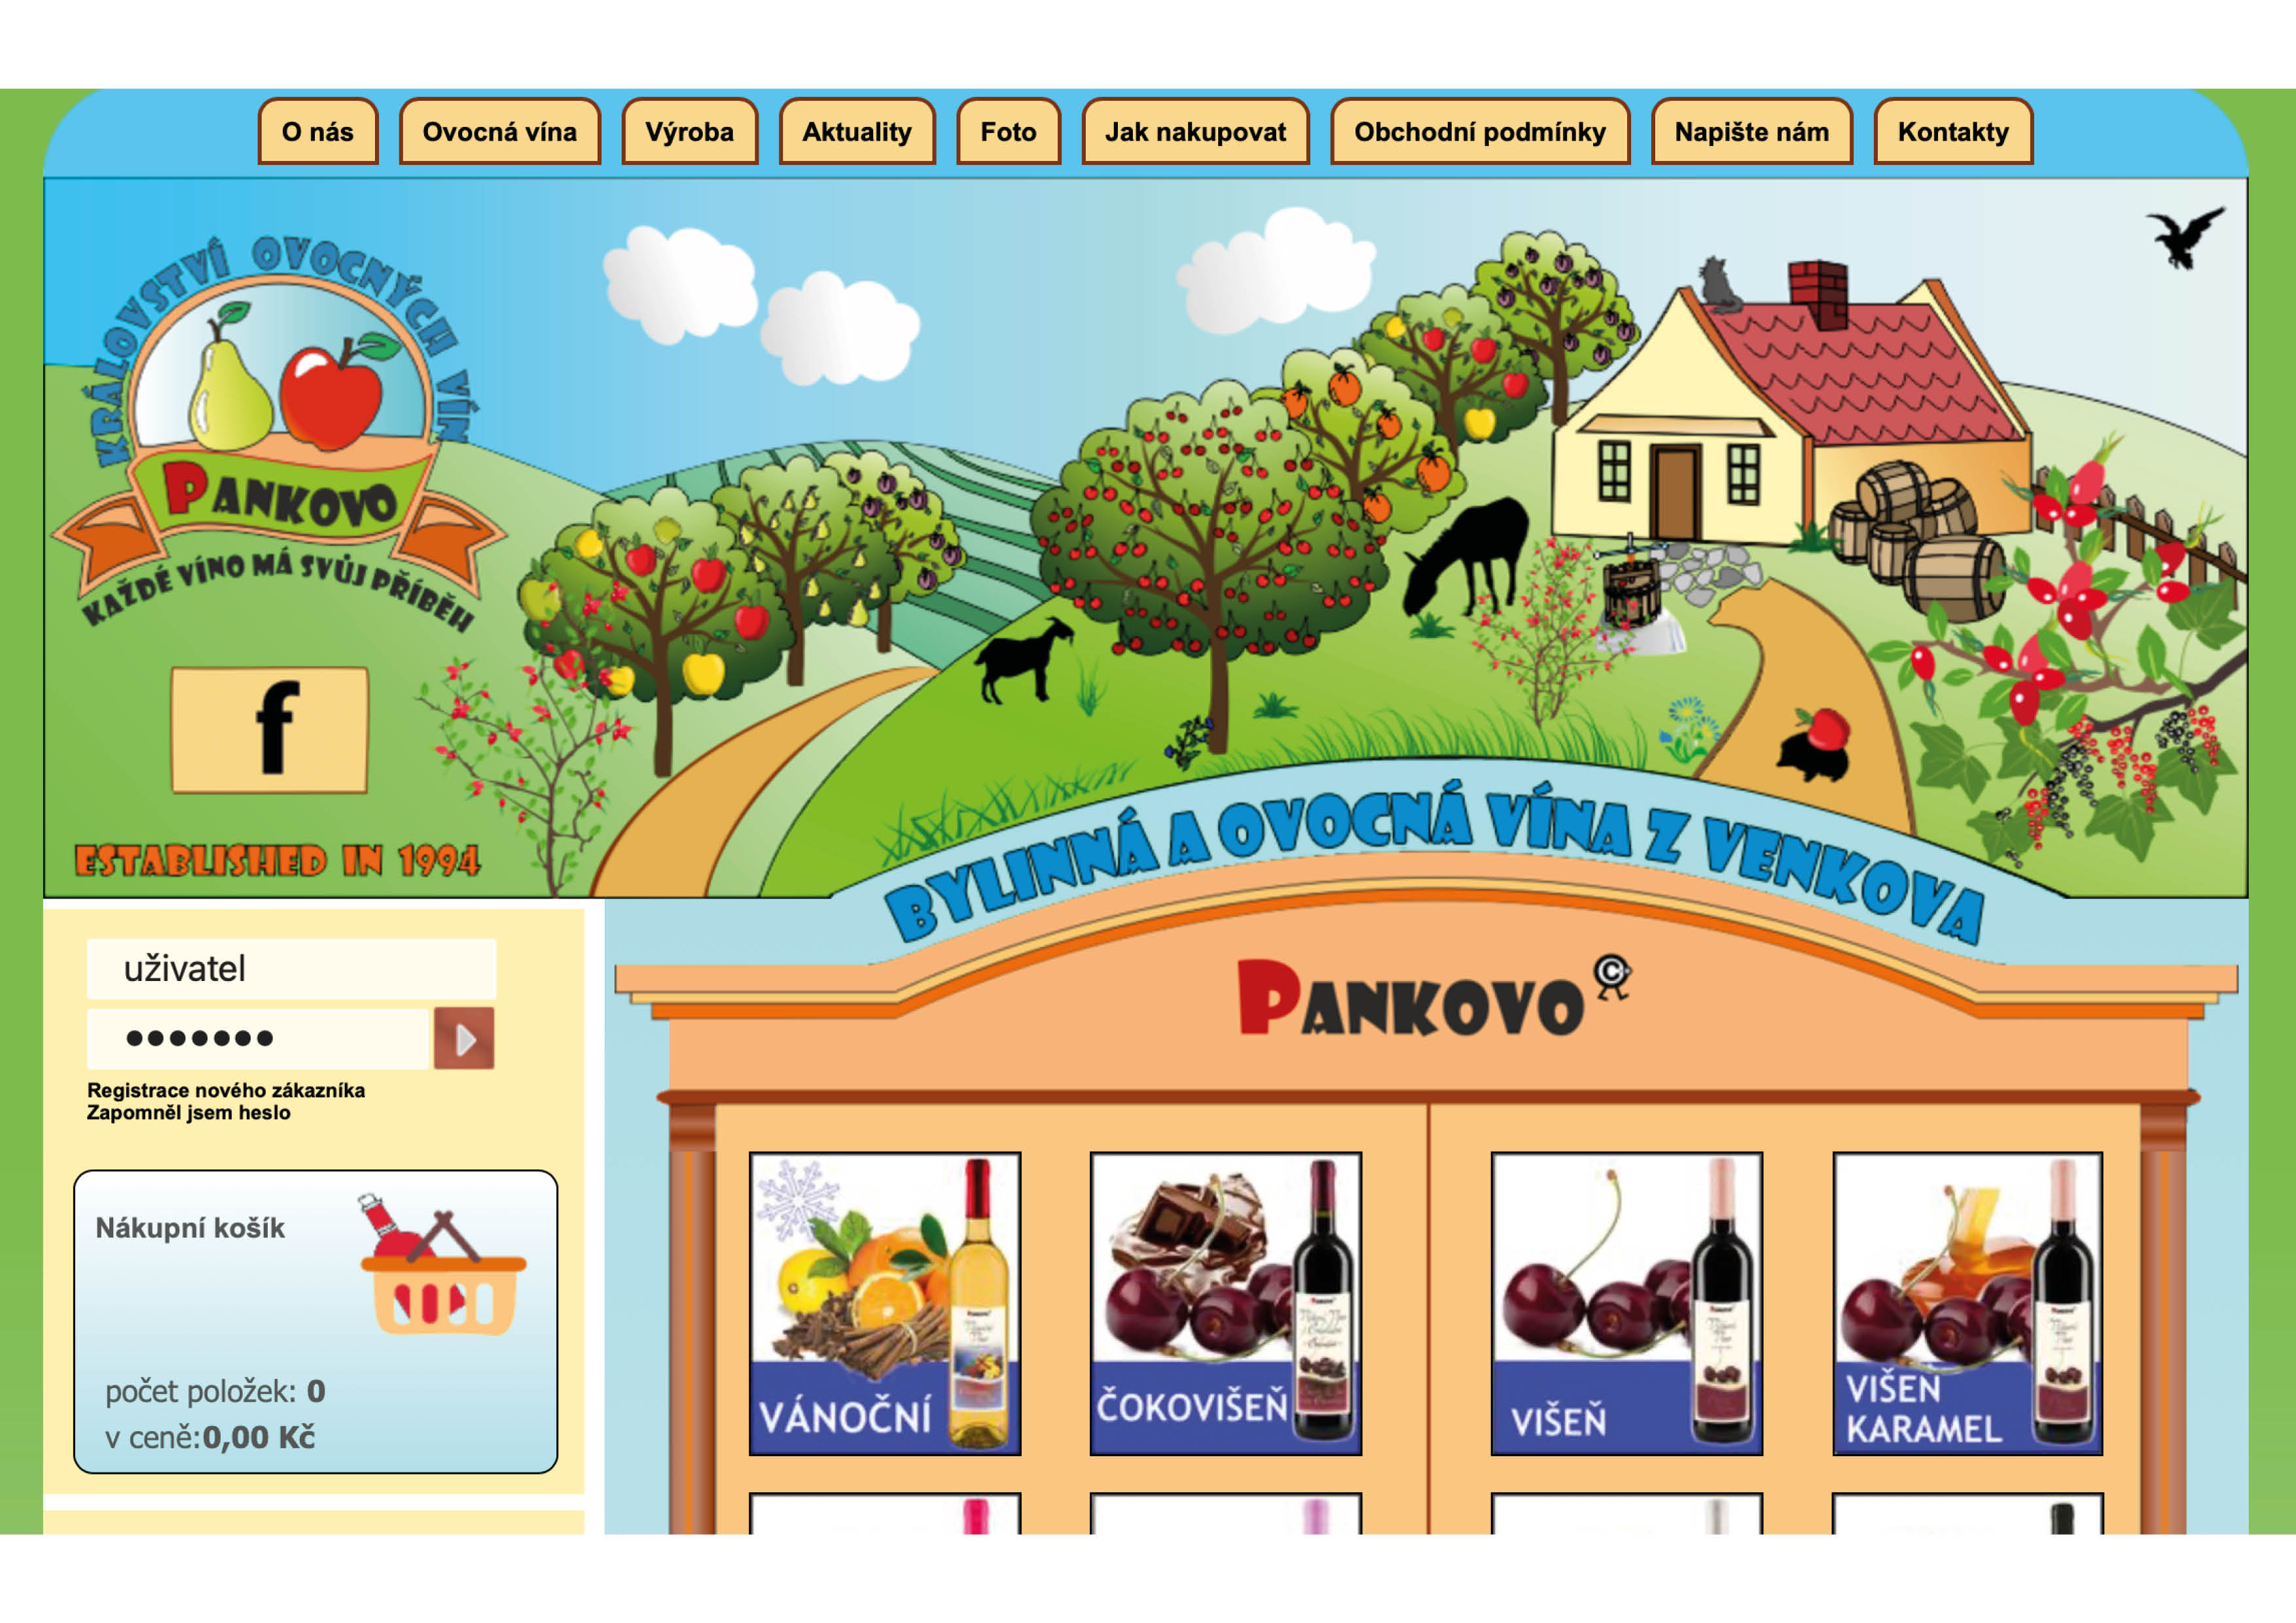 O nás
Ovocná vína
Výroba
Aktuality
Foto
Jak nakupovat
Obchodní podmínky
Napište nám
Kontakty
KRÁLOVSTVÍ OVOCNÝCH VÍN
PANKOVO
KAŽDÉ VÍNO MÁ SVŮJ PŘÍBĚH
f
ESTABLISHED IN 1994
BYLINNÁ A OVOCNÁ VÍNA Z VENKOVA
PANKOVO©
uživatel
•••••••
Registrace nového zákazníka
Zapomněl jsem heslo
Nákupní košík
počet položek: 0
v ceně:0,00 Kč
VÁNOČNÍ
ČOKOVIŠEŇ
VIŠEŇ
VIŠEŇ
KARAMEL